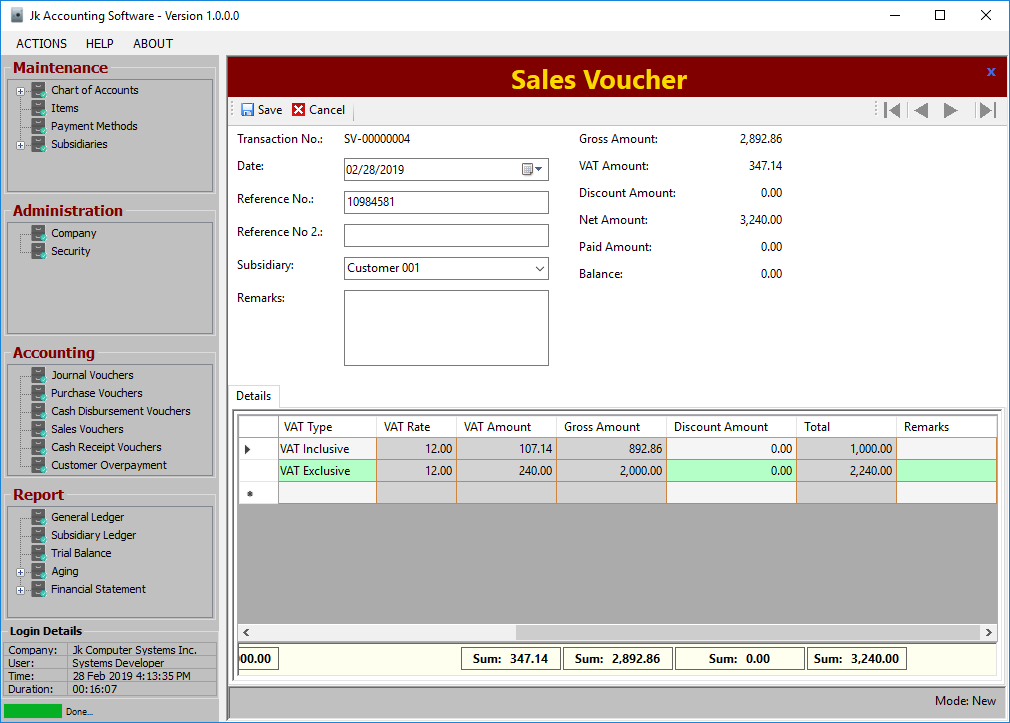 Jk Accounting Software - Version 1.0.0.0
ACTIONS HELP ABOUT
Maintenance
Chart of Accounts
Items
Payment Methods
Subsidiaries
Administration
Company
Security
Accounting
Journal Vouchers
Purchase Vouchers
Cash Disbursement Vouchers
Sales Vouchers
Cash Receipt Vouchers
Customer Overpayment
Report
General Ledger
Subsidiary Ledger
Trial Balance
Aging
Financial Statement
Login Details
Company: Jk Computer Systems Inc.
User: Systems Developer
Time: 28 Feb 2019 4:13:35 PM
Duration: 00:16:07
Done...
Sales Voucher
x
Save Cancel
Transaction No.: SV-00000004
Date: 02/28/2019
Reference No.: 10984581
Reference No 2.:
Subsidiary: Customer 001
Remarks:
Gross Amount: 2,892.86
VAT Amount: 347.14
Discount Amount: 0.00
Net Amount: 3,240.00
Paid Amount: 0.00
Balance: 0.00
Details
VAT Type VAT Rate VAT Amount Gross Amount Discount Amount Total Remarks
VAT Inclusive 12.00 107.14 892.86 0.00 1,000.00
VAT Exclusive 12.00 240.00 2,000.00 0.00 2,240.00
00.00 Sum: 347.14 Sum: 2,892.86 Sum: 0.00 Sum: 3,240.00
Mode: New